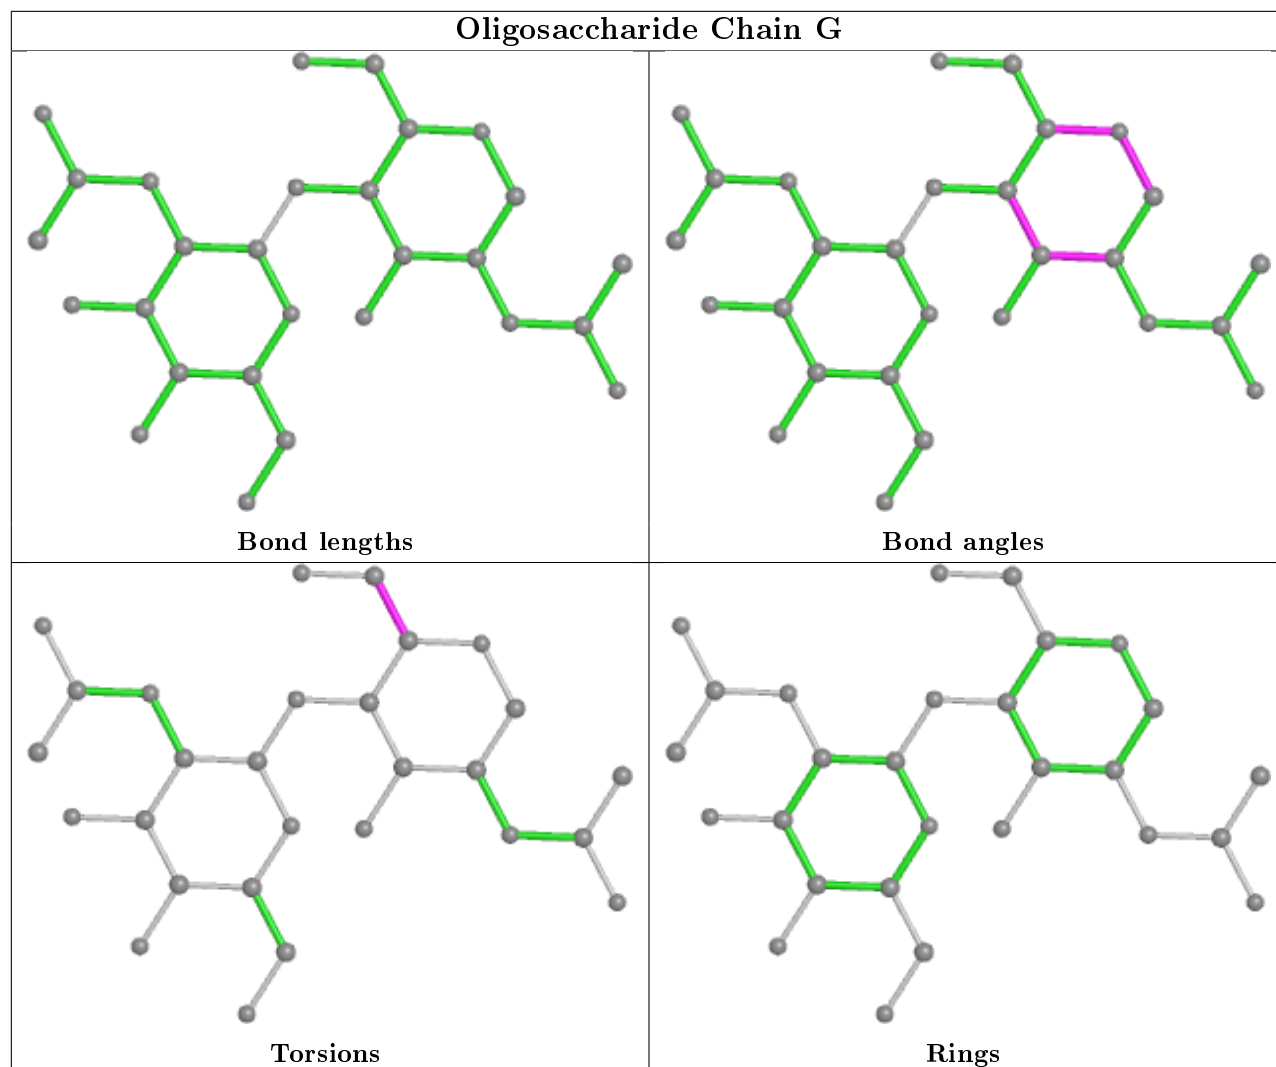 Oligosaccharide Chain G
Bond lengths
Bond angles
Torsions
Rings